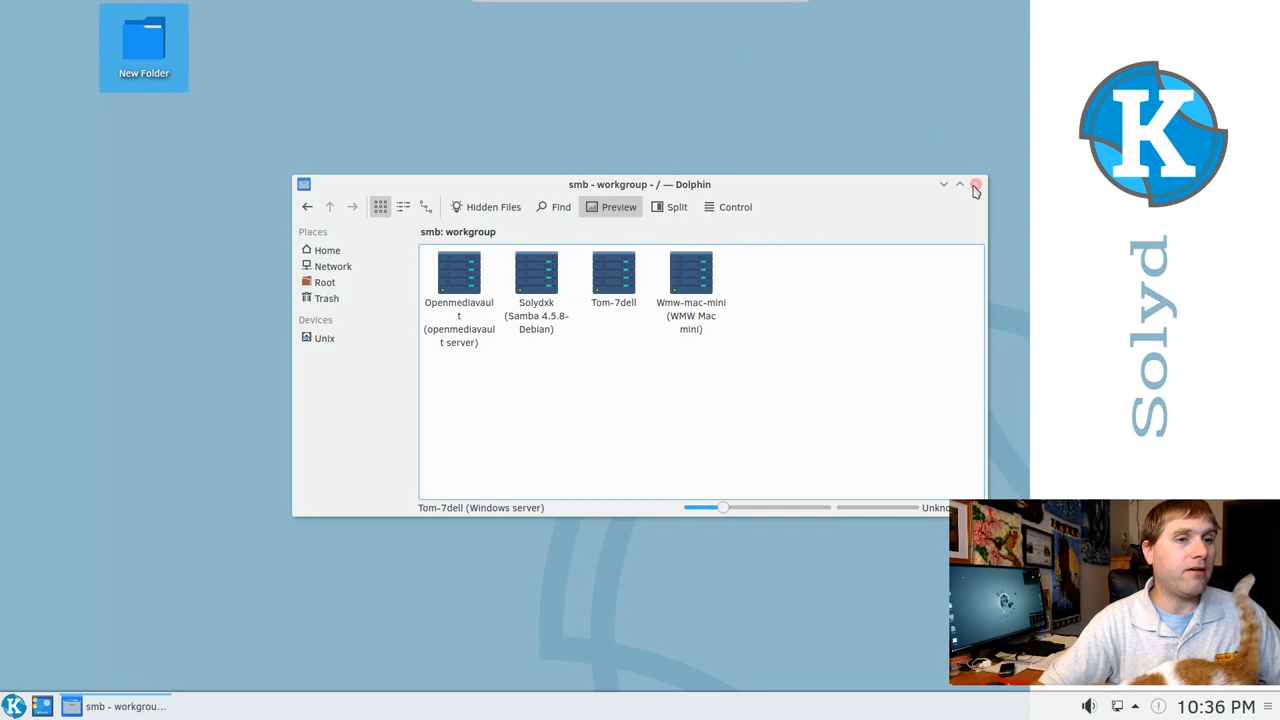 New Folder
smb - workgroup - / — Dolphin
Hidden Files
Find
Preview
Split
Control
Places
Home
Network
Root
Trash
Devices
Unix
smb: workgroup
Openmediavaul
t
(openmediavaul
t server)
Solydxk
(Samba 4.5.8-
Debian)
Tom-7dell
Wmw-mac-mini
(WMW Mac
mini)
Tom-7dell (Windows server)
Unkno
K
Solyd
K
smb - workgrou...
10:36 PM